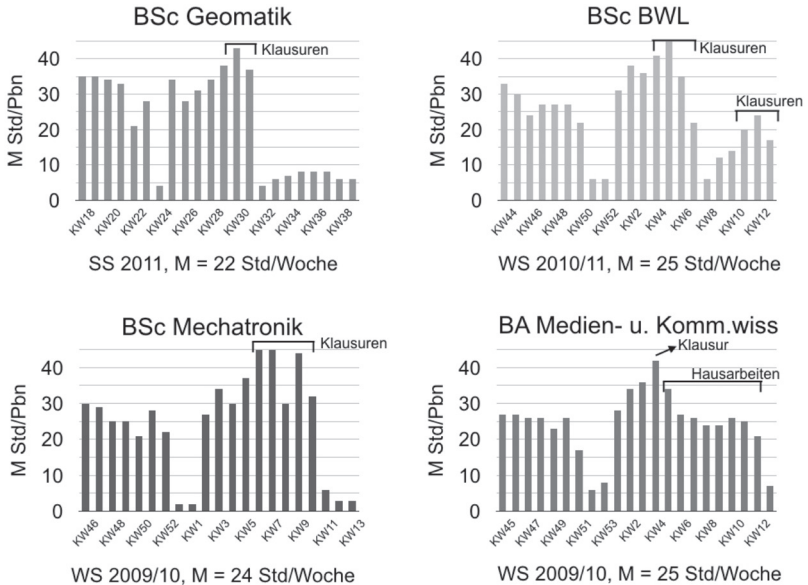 BSc Geomatik
Klausuren
M Std/Pbn
40
30
20
10
0
KW18 KW20 KW22 KW24 KW26 KW28 KW30 KW32 KW34 KW36 KW38
SS 2011, M = 22 Std/Woche
BSc BWL
Klausuren
Klausuren
M Std/Pbn
40
30
20
10
0
KW44 KW46 KW48 KW50 KW52 KW2 KW4 KW6 KW8 KW10 KW12
WS 2010/11, M = 25 Std/Woche
BSc Mechatronik
Klausuren
M Std/Pbn
40
30
20
10
0
KW46 KW48 KW50 KW52 KW1 KW3 KW5 KW7 KW9 KW11 KW13
WS 2009/10, M = 24 Std/Woche
BA Medien- u. Komm.wiss
Klausur
Hausarbeiten
M Std/Pbn
40
30
20
10
0
KW45 KW47 KW49 KW51 KW53 KW2 KW4 KW6 KW8 KW10 KW12
WS 2009/10, M = 25 Std/Woche